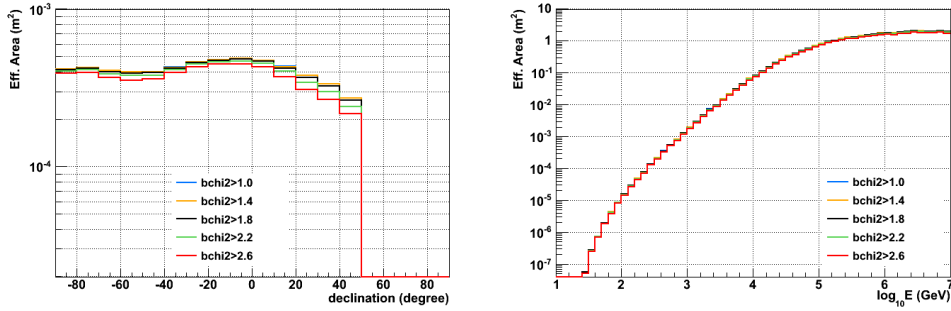 Eff. Area (m²)
10⁻³
10⁻⁴
bchi2>1.0
bchi2>1.4
bchi2>1.8
bchi2>2.2
bchi2>2.6
-80 -60 -40 -20 0 20 40 60 80
declination (degree)
Eff. Area (m²)
10
1
10⁻¹
10⁻²
10⁻³
10⁻⁴
10⁻⁵
10⁻⁶
10⁻⁷
bchi2>1.0
bchi2>1.4
bchi2>1.8
bchi2>2.2
bchi2>2.6
1 2 3 4 5 6 7
log₁₀E (GeV)